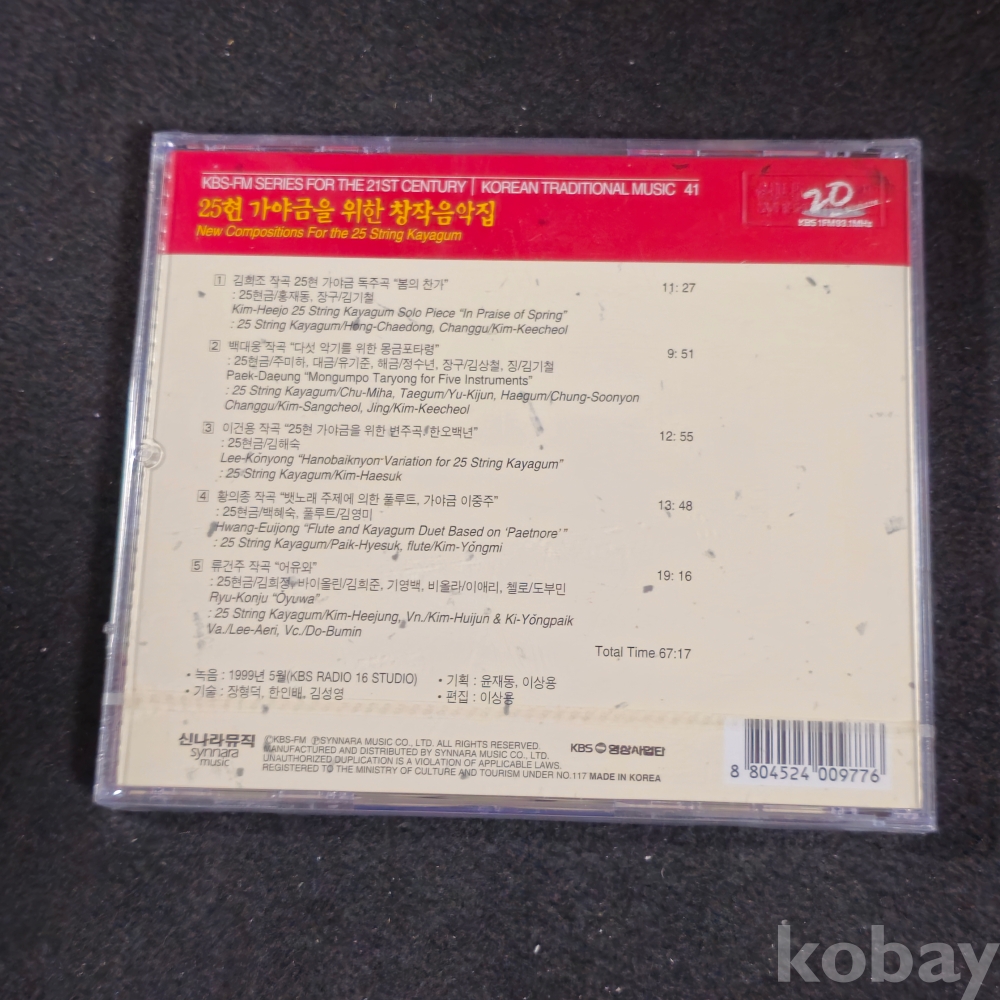 KBS-FM SERIES FOR THE 21ST CENTURY | KOREAN TRADITIONAL MUSIC 41
20
KBS 1FM 93.1MHz
25현 가야금을 위한 창작음악집
New Compositions For the 25 String Kayagum
1 김희조 작곡 25현 가야금 독주곡 "봄의 찬가" 11:27
: 25현금/홍재동, 장구/김기철
Kim-Heejo 25 String Kayagum Solo Piece "In Praise of Spring"
: 25 String Kayagum/Hong-Chaedong, Changgu/Kim-Keecheol
2 백대웅 작곡 "다섯 악기를 위한 몽금포타령" 9:51
: 25현금/주미하, 대금/유기준, 해금/정수년, 장구/김상철, 징/김기철
Paek-Daeung "Mongumpo Taryong for Five Instruments"
: 25 String Kayagum/Chu-Miha, Taegum/Yu-Kijun, Haegum/Chung-Soonyon
Changgu/Kim-Sangcheol, Jing/Kim-Keecheol
3 이건용 작곡 "25현 가야금을 위한 변주곡/한오백년" 12:55
: 25현금/김해숙
Lee-Konyong "Hanobaiknyon Variation for 25 String Kayagum"
: 25 String Kayagum/Kim-Haesuk
4 황의종 작곡 "뱃노래 주제에 의한 플루트, 가야금 이중주" 13:48
: 25현금/백혜숙, 플루트/김영미
Hwang-Euijong "Flute and Kayagum Duet Based on 'Paetnore'"
: 25 String Kayagum/Paik-Hyesuk, flute/Kim-Yŏngmi
5 류건주 작곡 "어유와" 19:16
: 25현금/김희정, 바이올린/김희준, 기영백, 비올라/이애리, 첼로/도부민
Ryu-Konju "Ŏyuwa"
: 25 String Kayagum/Kim-Heejung, Vn./Kim-Huijun & Ki-Yŏngpaik
Va./Lee-Aeri, Vc./Do-Bumin
Total Time 67:17
• 녹음 : 1999년 5월(KBS RADIO 16 STUDIO) • 기획 : 윤재동, 이상용
• 기술 : 장형덕, 한인배, 김성영 • 편집 : 이상용
신나라뮤직
synnara
music
ⒸKBS-FM ⓅSYNNARA MUSIC CO., LTD. ALL RIGHTS RESERVED.
MANUFACTURED AND DISTRIBUTED BY SYNNARA MUSIC CO., LTD.
UNAUTHORIZED DUPLICATION IS A VIOLATION OF APPLICABLE LAWS.
REGISTERED TO THE MINISTRY OF CULTURE AND TOURISM UNDER NO.117 MADE IN KOREA
KBS 영상사업단
8 804524 009776
kobay